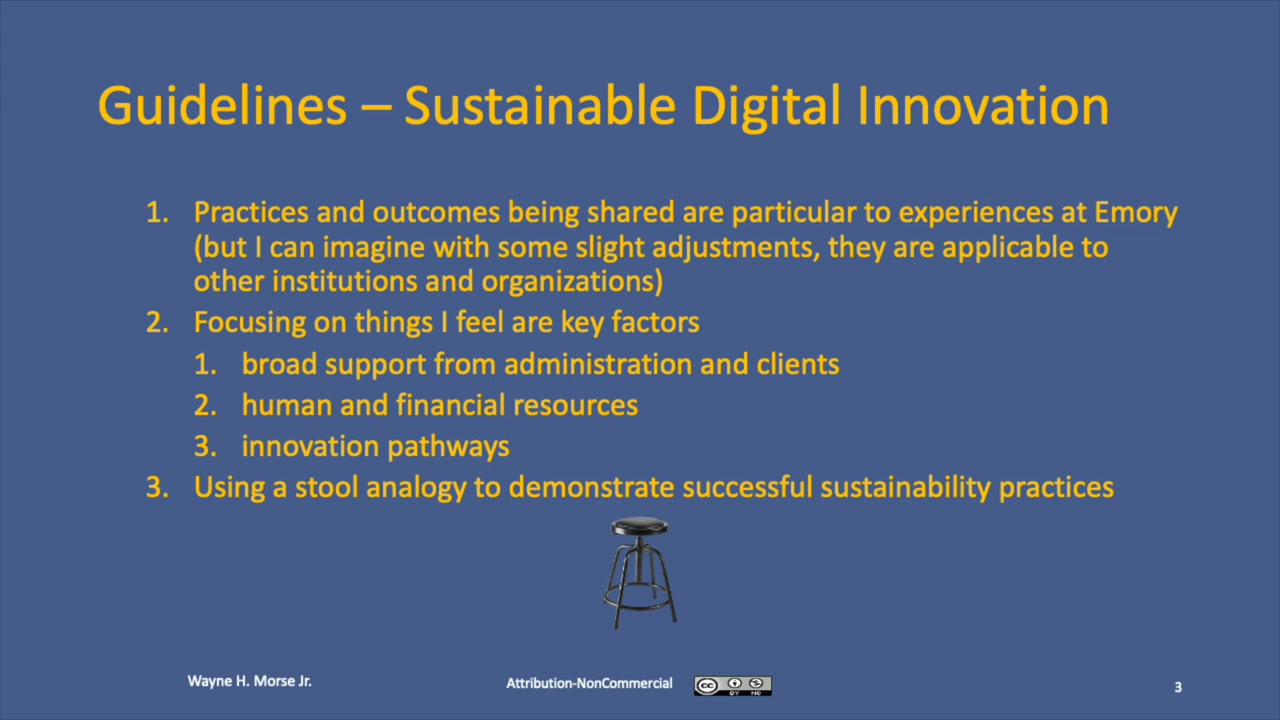 Guidelines – Sustainable Digital Innovation
1. Practices and outcomes being shared are particular to experiences at Emory
(but I can imagine with some slight adjustments, they are applicable to
other institutions and organizations)
2. Focusing on things I feel are key factors
1. broad support from administration and clients
2. human and financial resources
3. innovation pathways
3. Using a stool analogy to demonstrate successful sustainability practices
Wayne H. Morse Jr.
Attribution-NonCommercial
cc
BY NC
3